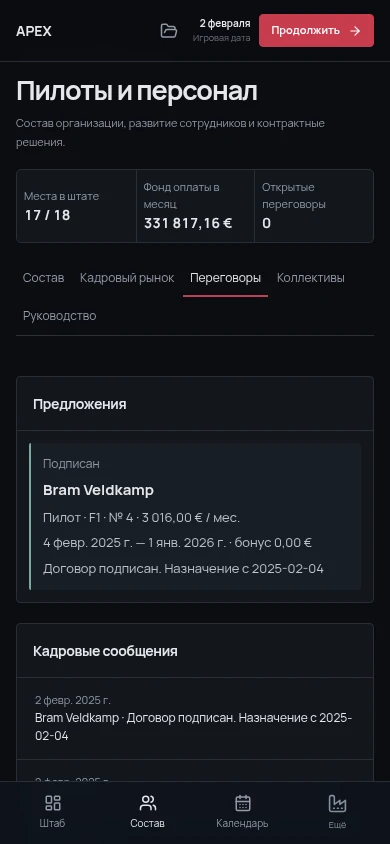 APEX
2 февраля
Игровая дата
Продолжить
Пилоты и персонал
Состав организации, развитие сотрудников и контрактные
решения.
Места в штате
17 / 18
Фонд оплаты в
месяц
331 817,16 €
Открытые
переговоры
0
Состав
Кадровый рынок
Переговоры
Коллективы
Руководство
Предложения
Подписан
Bram Veldkamp
Пилот · F1 · № 4 · 3 016,00 € / мес.
4 февр. 2025 г. — 1 янв. 2026 г. · бонус 0,00 €
Договор подписан. Назначение с 2025-02-04
Кадровые сообщения
2 февр. 2025 г.
Bram Veldkamp · Договор подписан. Назначение с 2025-
02-04
2 февр. 2025 г.
Штаб
Состав
Календарь
Ещё